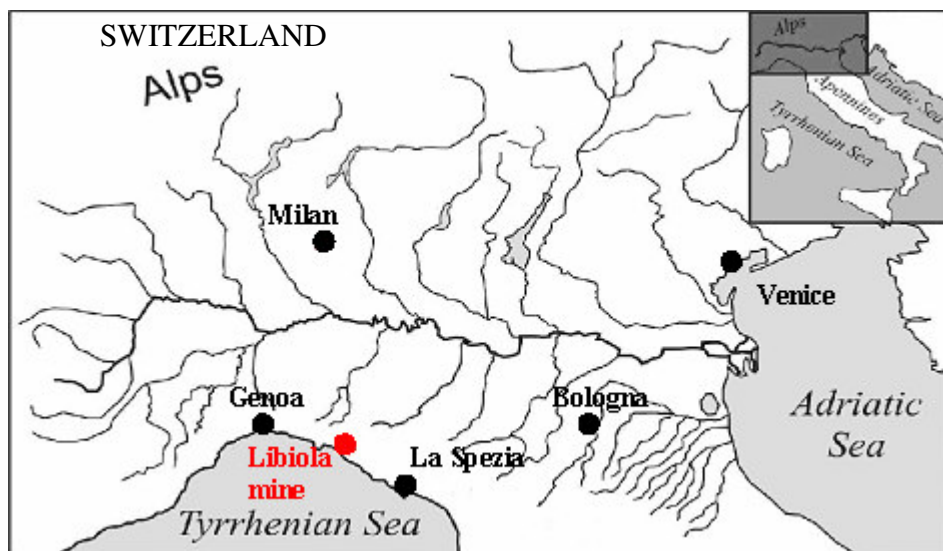 SWITZERLAND
Alps
Milan
Venice
Genoa
Bologna
Libiola
mine
La Spezia
Adriatic
Sea
Tyrrhenian Sea
Alps
Adriatic Sea
Apennines
Tyrrhenian Sea